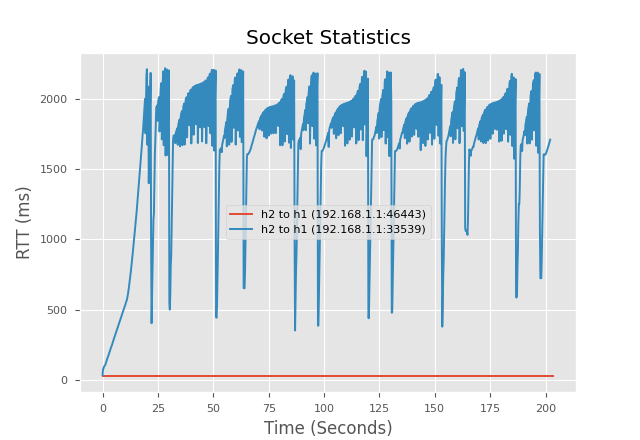 Socket Statistics
2000
1500
1000
500
0
RTT (ms)
h2 to h1 (192.168.1.1:46443)
h2 to h1 (192.168.1.1:33539)
0
25
50
75
100
125
150
175
200
Time (Seconds)